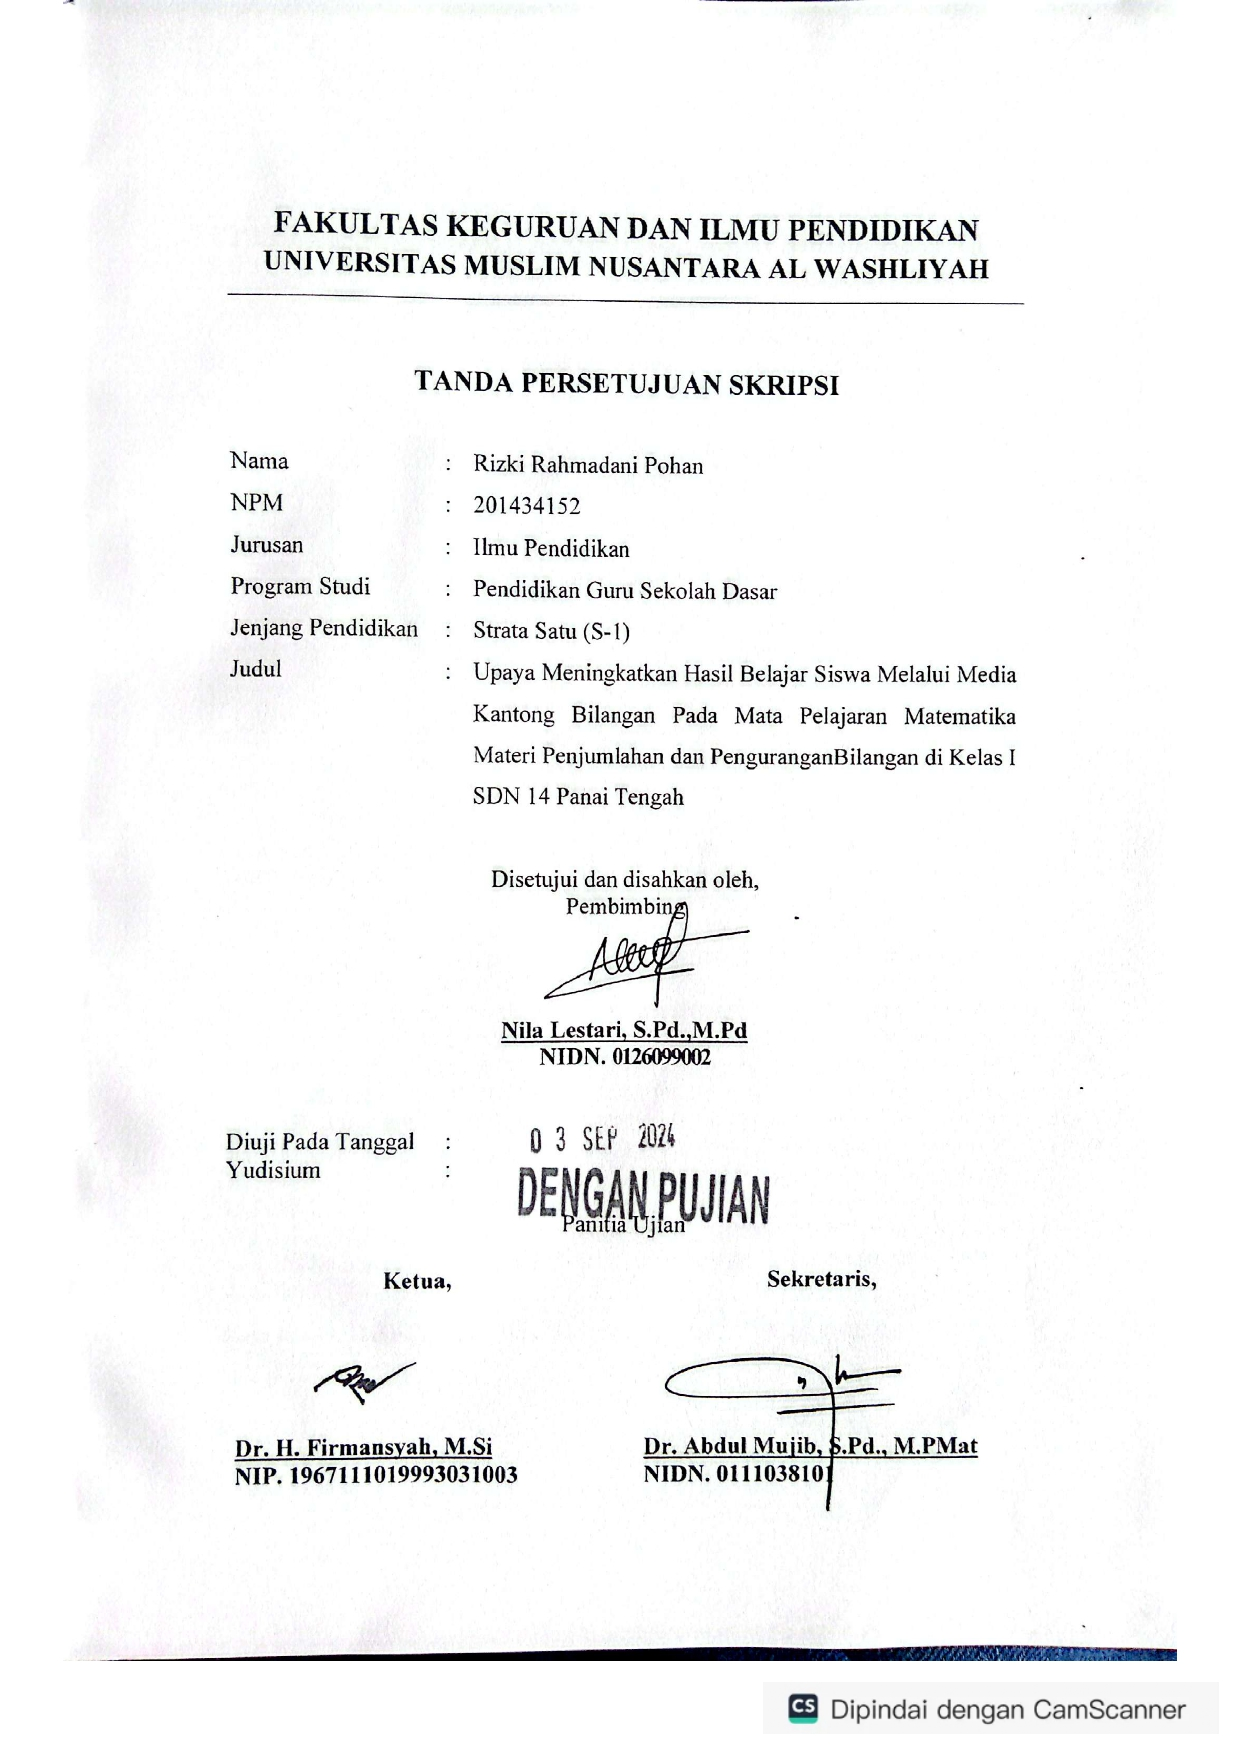 FAKULTAS KEGURUAN DAN ILMU PENDIDIKAN
UNIVERSITAS MUSLIM NUSANTARA AL WASHLIYAH
TANDA PERSETUJUAN SKRIPSI
Nama : Rizki Rahmadani Pohan
NPM : 201434152
Jurusan : Ilmu Pendidikan
Program Studi : Pendidikan Guru Sekolah Dasar
Jenjang Pendidikan : Strata Satu (S-1)
Judul : Upaya Meningkatkan Hasil Belajar Siswa Melalui Media
Kantong Bilangan Pada Mata Pelajaran Matematika
Materi Penjumlahan dan PenguranganBilangan di Kelas I
SDN 14 Panai Tengah
Disetujui dan disahkan oleh,
Pembimbing
Nila Lestari, S.Pd.,M.Pd
NIDN. 0126099002
Diuji Pada Tanggal : 03 SEP 2024
Yudisium : DENGAN PUJIAN
Panitia Ujian
Ketua, Sekretaris,
Dr. H. Firmansyah, M.Si Dr. Abdul Mujib, S.Pd., M.PMat
NIP. 1967111019993031003 NIDN. 0111038101
CS Dipindai dengan CamScanner